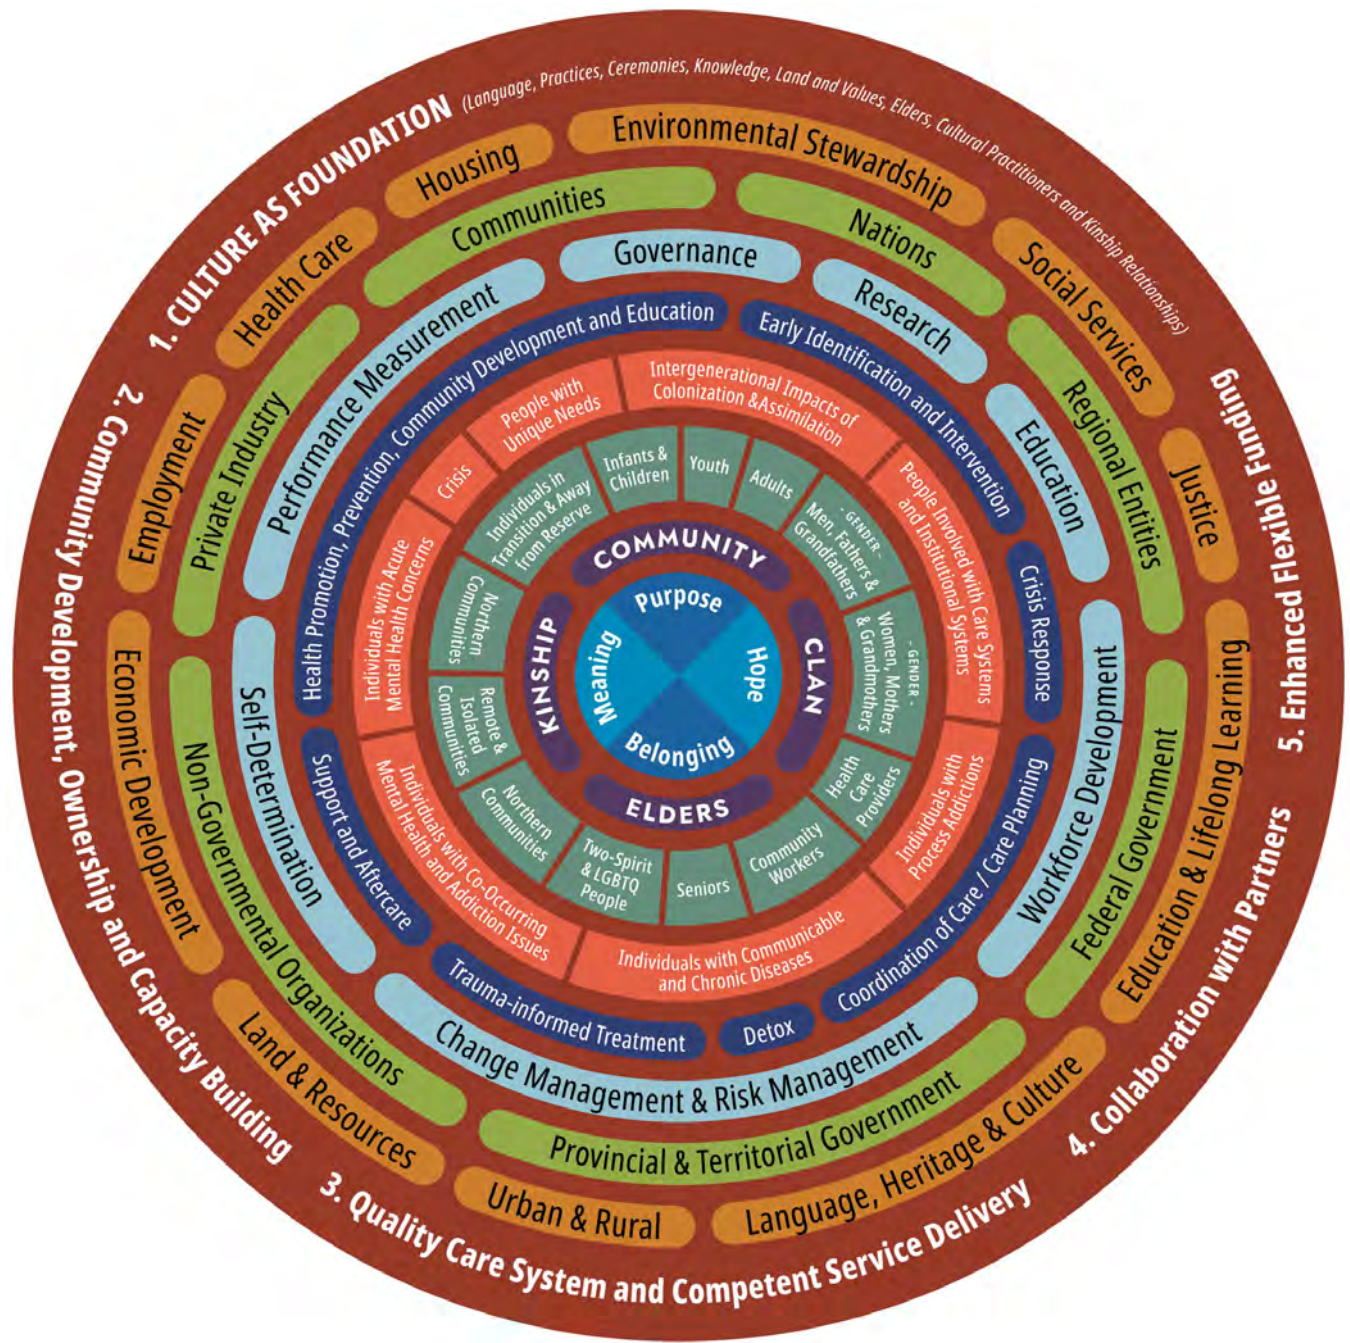 1. CULTURE AS FOUNDATION (Language, Practices, Ceremonies, Knowledge, Land and Values, Elders, Cultural Practitioners and Kinship Relationships)
5. Enhanced Flexible Funding
4. Collaboration with Partners
3. Quality Care System and Competent Service Delivery
2. Community Development, Ownership and Capacity Building
Environmental Stewardship
Social Services
Justice
Education & Lifelong Learning
Language, Heritage & Culture
Urban & Rural
Land & Resources
Economic Development
Employment
Health Care
Housing
Communities
Nations
Regional Entities
Federal Government
Provincial & Territorial Government
Non-Governmental Organizations
Private Industry
Governance
Research
Education
Workforce Development
Change Management & Risk Management
Self-Determination
Performance Measurement
Health Promotion, Prevention, Community Development and Education
Early Identification and Intervention
Crisis Response
Coordination of Care / Care Planning
Detox
Trauma-informed Treatment
Support and Aftercare
People with
Unique Needs
Intergenerational Impacts of
Colonization &Assimilation
People Involved with Care Systems
and Institutional Systems
Individuals with
Process Addictions
Individuals with Communicable
and Chronic Diseases
Individuals with Co-Occurring
Mental Health and Addiction Issues
Individuals with Acute
Mental Health Concerns
Crisis
Infants &
Children
Youth
Adults
- GENDER -
Men, Fathers &
Grandfathers
- GENDER -
Women, Mothers
& Grandmothers
Health
Care
Providers
Community
Workers
Seniors
Two-Spirit
& LGBTQ
People
Northern
Communities
Remote &
Isolated
Communities
Northern
Communities
Individuals in
Transition & Away
from Reserve
COMMUNITY
CLAN
ELDERS
KINSHIP
Purpose
Hope
Belonging
Meaning